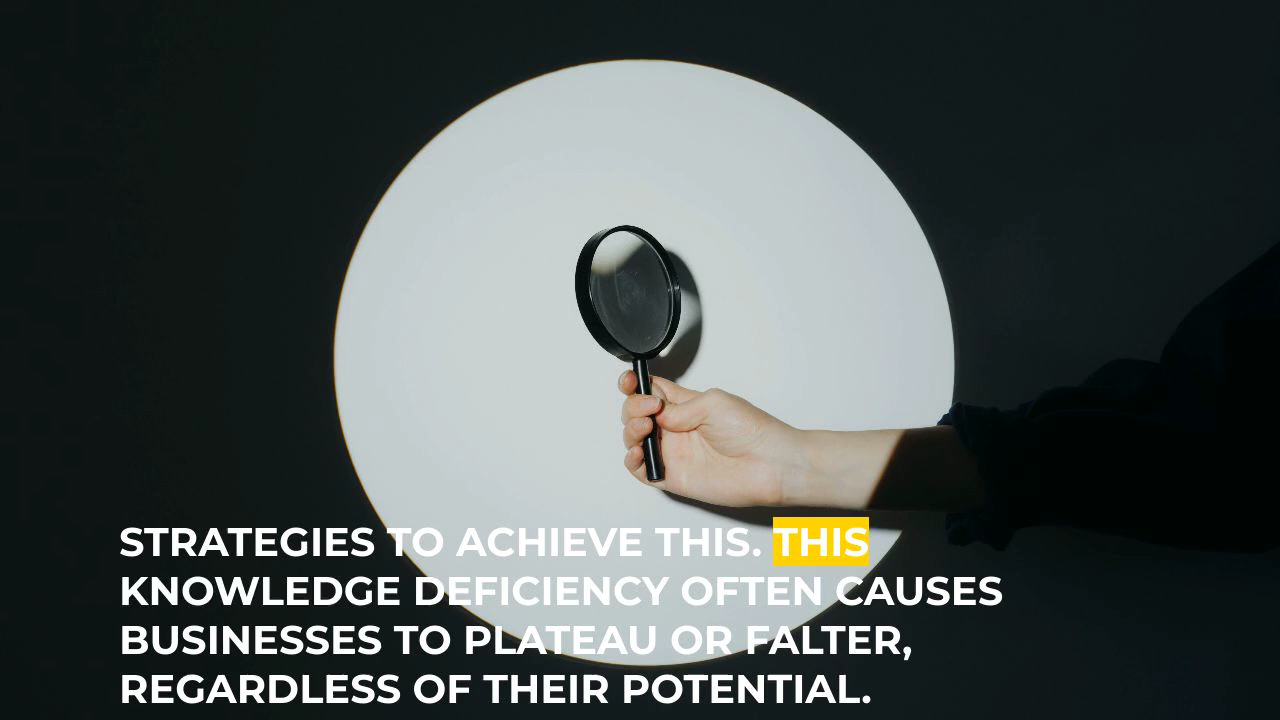 STRATEGIES TO ACHIEVE THIS. THIS
KNOWLEDGE DEFICIENCY OFTEN CAUSES
BUSINESSES TO PLATEAU OR FALTER,
REGARDLESS OF THEIR POTENTIAL.